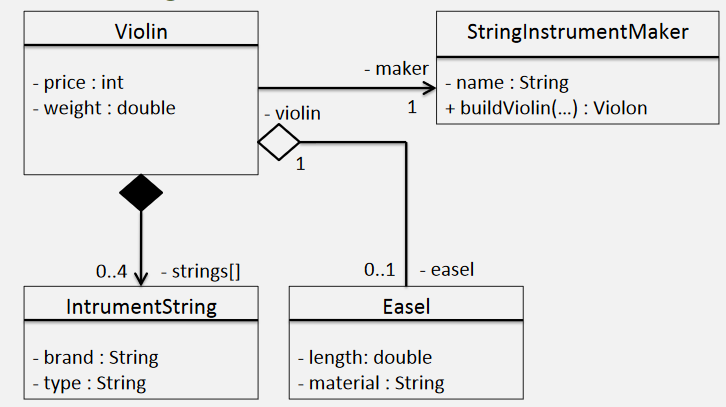 Violin
- price : int
- weight : double
StringInstrumentMaker
- name : String
+ buildViolin(...) : Violon
- maker
1
- violin
1
0..4
- strings[]
0..1
- easel
IntrumentString
- brand : String
- type : String
Easel
- length: double
- material : String